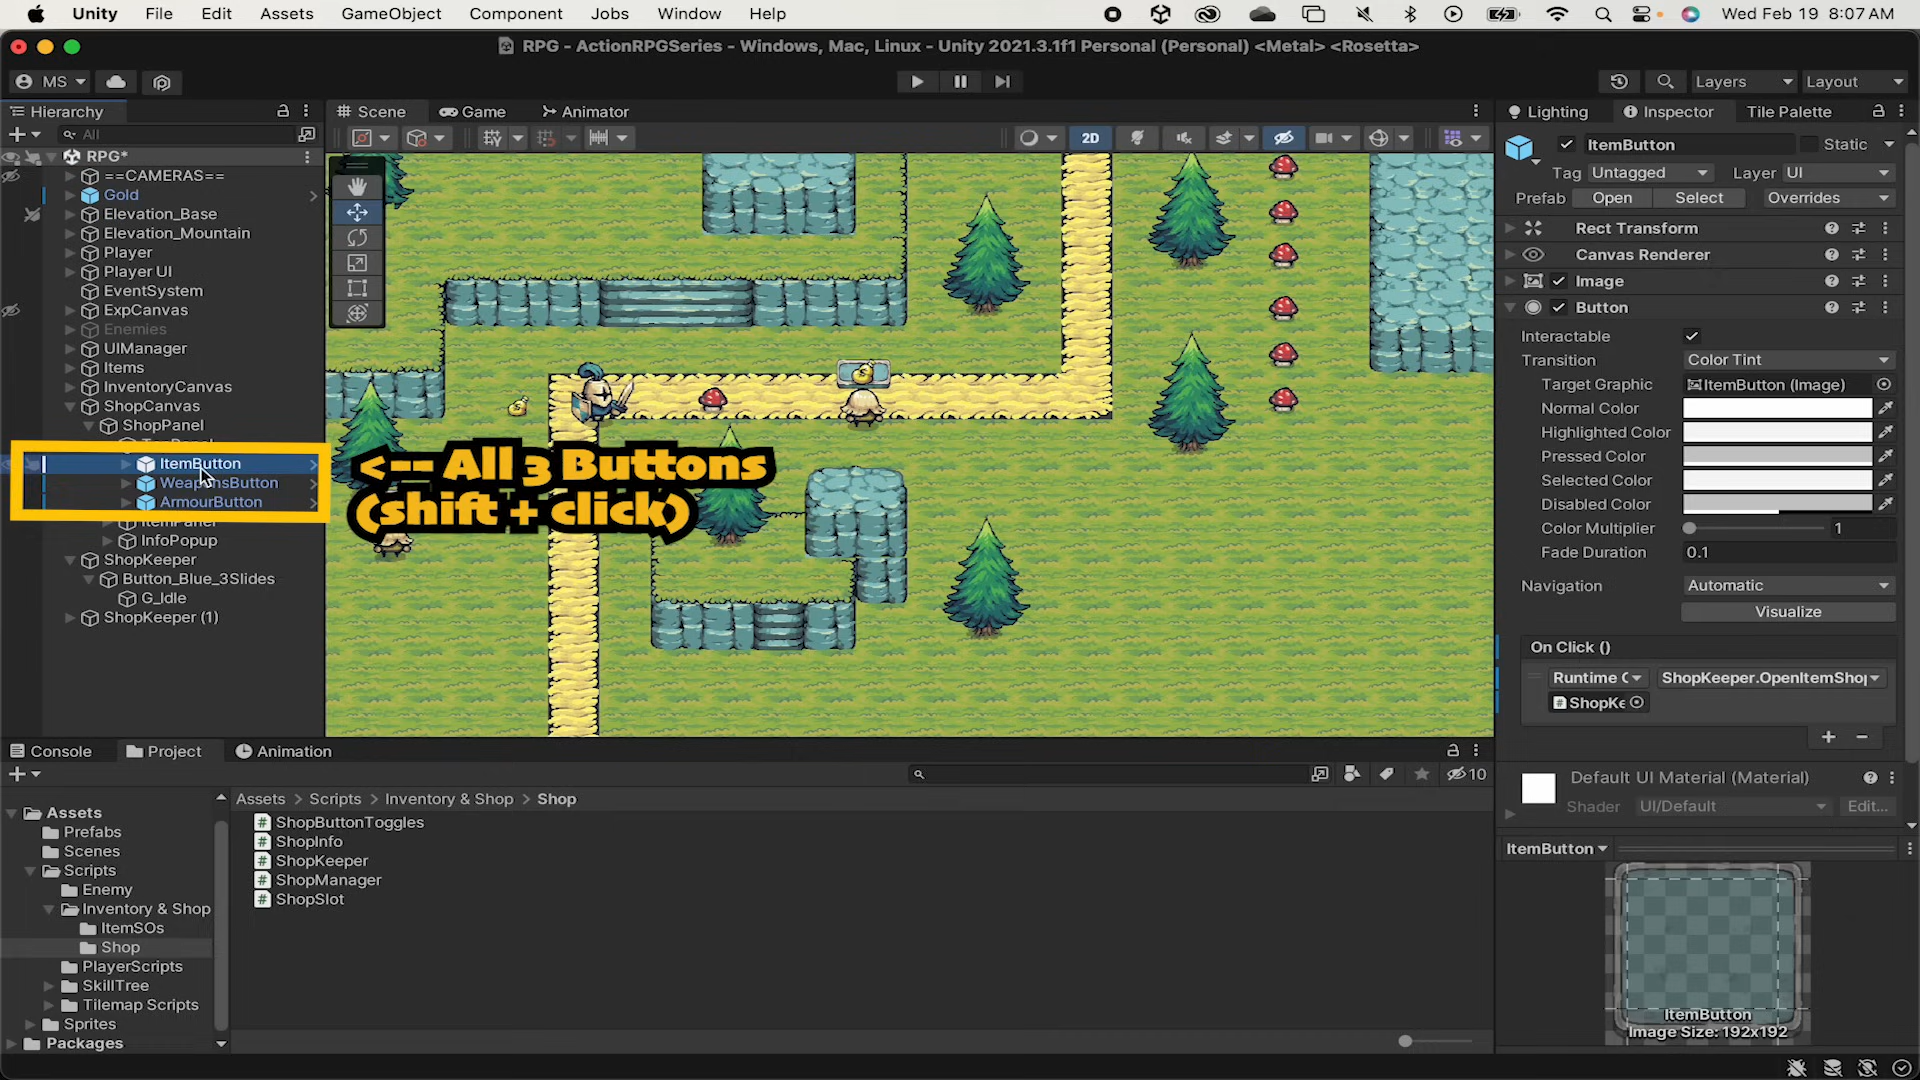 Unity File Edit Assets GameObject Component Jobs Window Help Wed Feb 19 8:07 AM
RPG - ActionRPGSeries - Windows, Mac, Linux - Unity 2021.3.1f1 Personal (Personal) <Metal> <Rosetta>
MS Layers Layout
Hierarchy
All
RPG*
==CAMERAS==
Gold
Elevation_Base
Elevation_Mountain
Player
Player UI
EventSystem
ExpCanvas
Enemies
UIManager
Items
InventoryCanvas
ShopCanvas
ShopPanel
ItemButton
WeaponsButton
ArmourButton
ItemPanel
InfoPopup
ShopKeeper
Button_Blue_3Slides
G_Idle
ShopKeeper (1)
Scene Game Animator
2D
<-- All 3 Buttons
(shift + click)
Lighting Inspector Tile Palette
ItemButton Static
Tag Untagged Layer UI
Prefab Open Select Overrides
Rect Transform
Canvas Renderer
Image
Button
Interactable
Transition Color Tint
Target Graphic ItemButton (Image)
Normal Color
Highlighted Color
Pressed Color
Selected Color
Disabled Color
Color Multiplier 1
Fade Duration 0.1
Navigation Automatic
Visualize
On Click ()
Runtime ShopKeeper.OpenItemShop
ShopKe
+ -
Default UI Material (Material)
Shader UI/Default Edit...
ItemButton
ItemButton
Image Size: 192x192
Console Project Animation
10
Assets
Prefabs
Scenes
Scripts
Enemy
Inventory & Shop
ItemSOs
Shop
PlayerScripts
SkillTree
Tilemap Scripts
Sprites
Packages
Assets > Scripts > Inventory & Shop > Shop
ShopButtonToggles
ShopInfo
ShopKeeper
ShopManager
ShopSlot